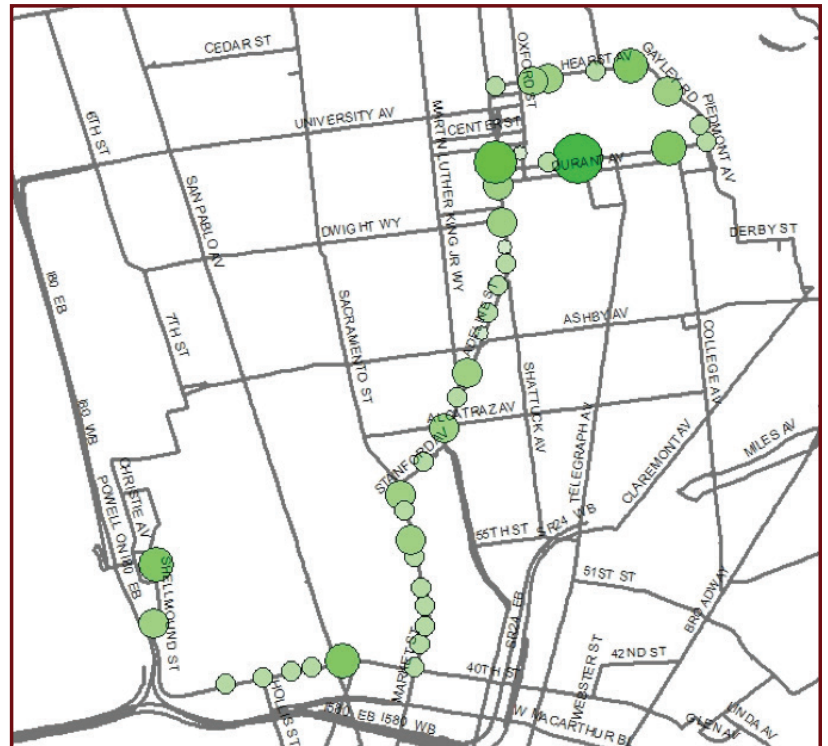 CEDAR ST
OXFORD ST
HEARST AV
GAYLEY RD
PIEDMONT AV
6TH ST
UNIVERSITY AV
MARTIN LUTHER KING JR WY
CENTER ST
DURANT AV
SAN PABLO AV
DWIGHT WY
DERBY ST
I80 EB
7TH ST
SACRAMENTO ST
ADELINE ST
ASHBY AV
COLLEGE AV
SHATTUCK AV
I80 WB
ALCATRAZ AV
TELEGRAPH AV
CLAREMONT AV
MILES AV
STANFORD AV
CHRISTIE AV
POWELL ON I80 EB
SHELLMOUND ST
55TH ST
SR24 WB
51ST ST
BROADWAY
SR24 EB
MARKET ST
40TH ST
42ND ST
WEBSTER ST
HOLLIS ST
I580 EB
I580 WB
W MACARTHUR BL
GLEN AV
LINDA AV